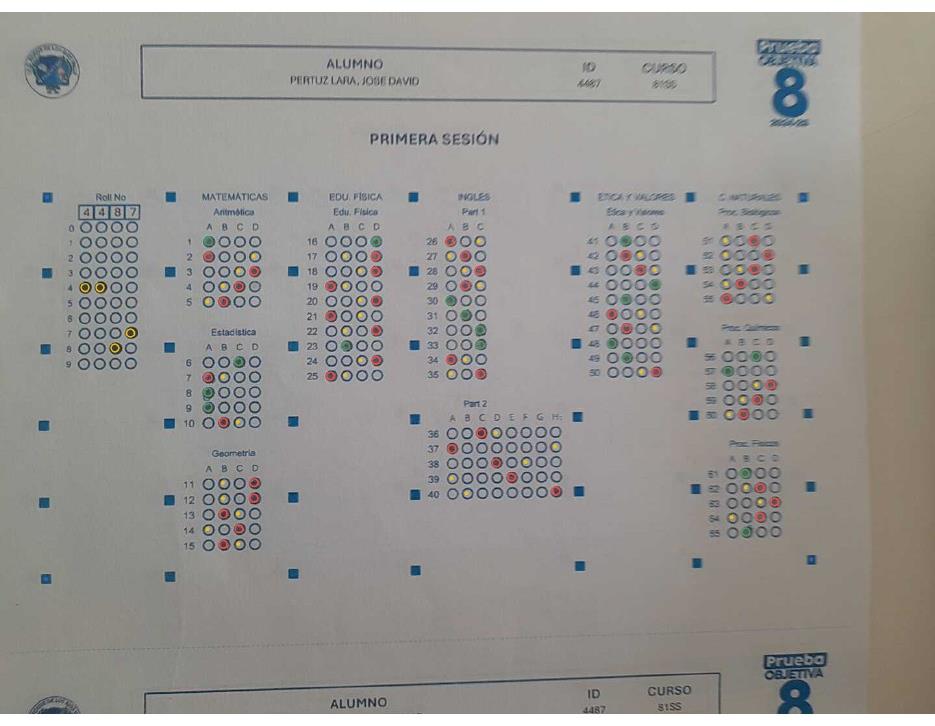 Prueba
OBJETIVA
8
2024-25
ALUMNO ID CURSO
PERTUZ LARA, JOSE DAVID 4487 81SS
PRIMERA SESIÓN
Roll No MATEMÁTICAS EDU. FÍSICA INGLES ETICA Y VALORES C. NATURALES
4 4 8 7 Aritmética Edu. Física Part 1 Etica y Valores Proc. Biológicos
A B C D A B C D A B C A B C D A B C D
0
1 1 16 26 41 51
2 2 17 27 42 52
3 3 18 28 43 53
4 4 19 29 44 54
5 5 20 30 45 55
6 21 31 46
7 Estadística 22 32 47 Proc. Químicos
8 A B C D 23 33 48 A B C D
9 6 24 34 49 56
7 25 35 50 57
8 58
9 Part 2 59
10 A B C D E F G H 60
36
Geometría 37 Proc. Físicos
A B C D 38 A B C D
11 39 61
12 40 62
13 63
14 64
15 65
Prueba
OBJETIVA
8
ALUMNO ID CURSO
4487 81SS